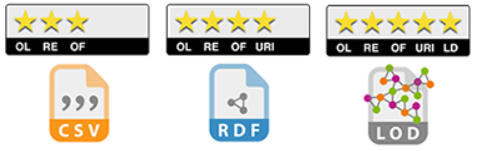 OL RE OF
OL RE OF URI
OL RE OF URI LD
CSV
RDF
LOD